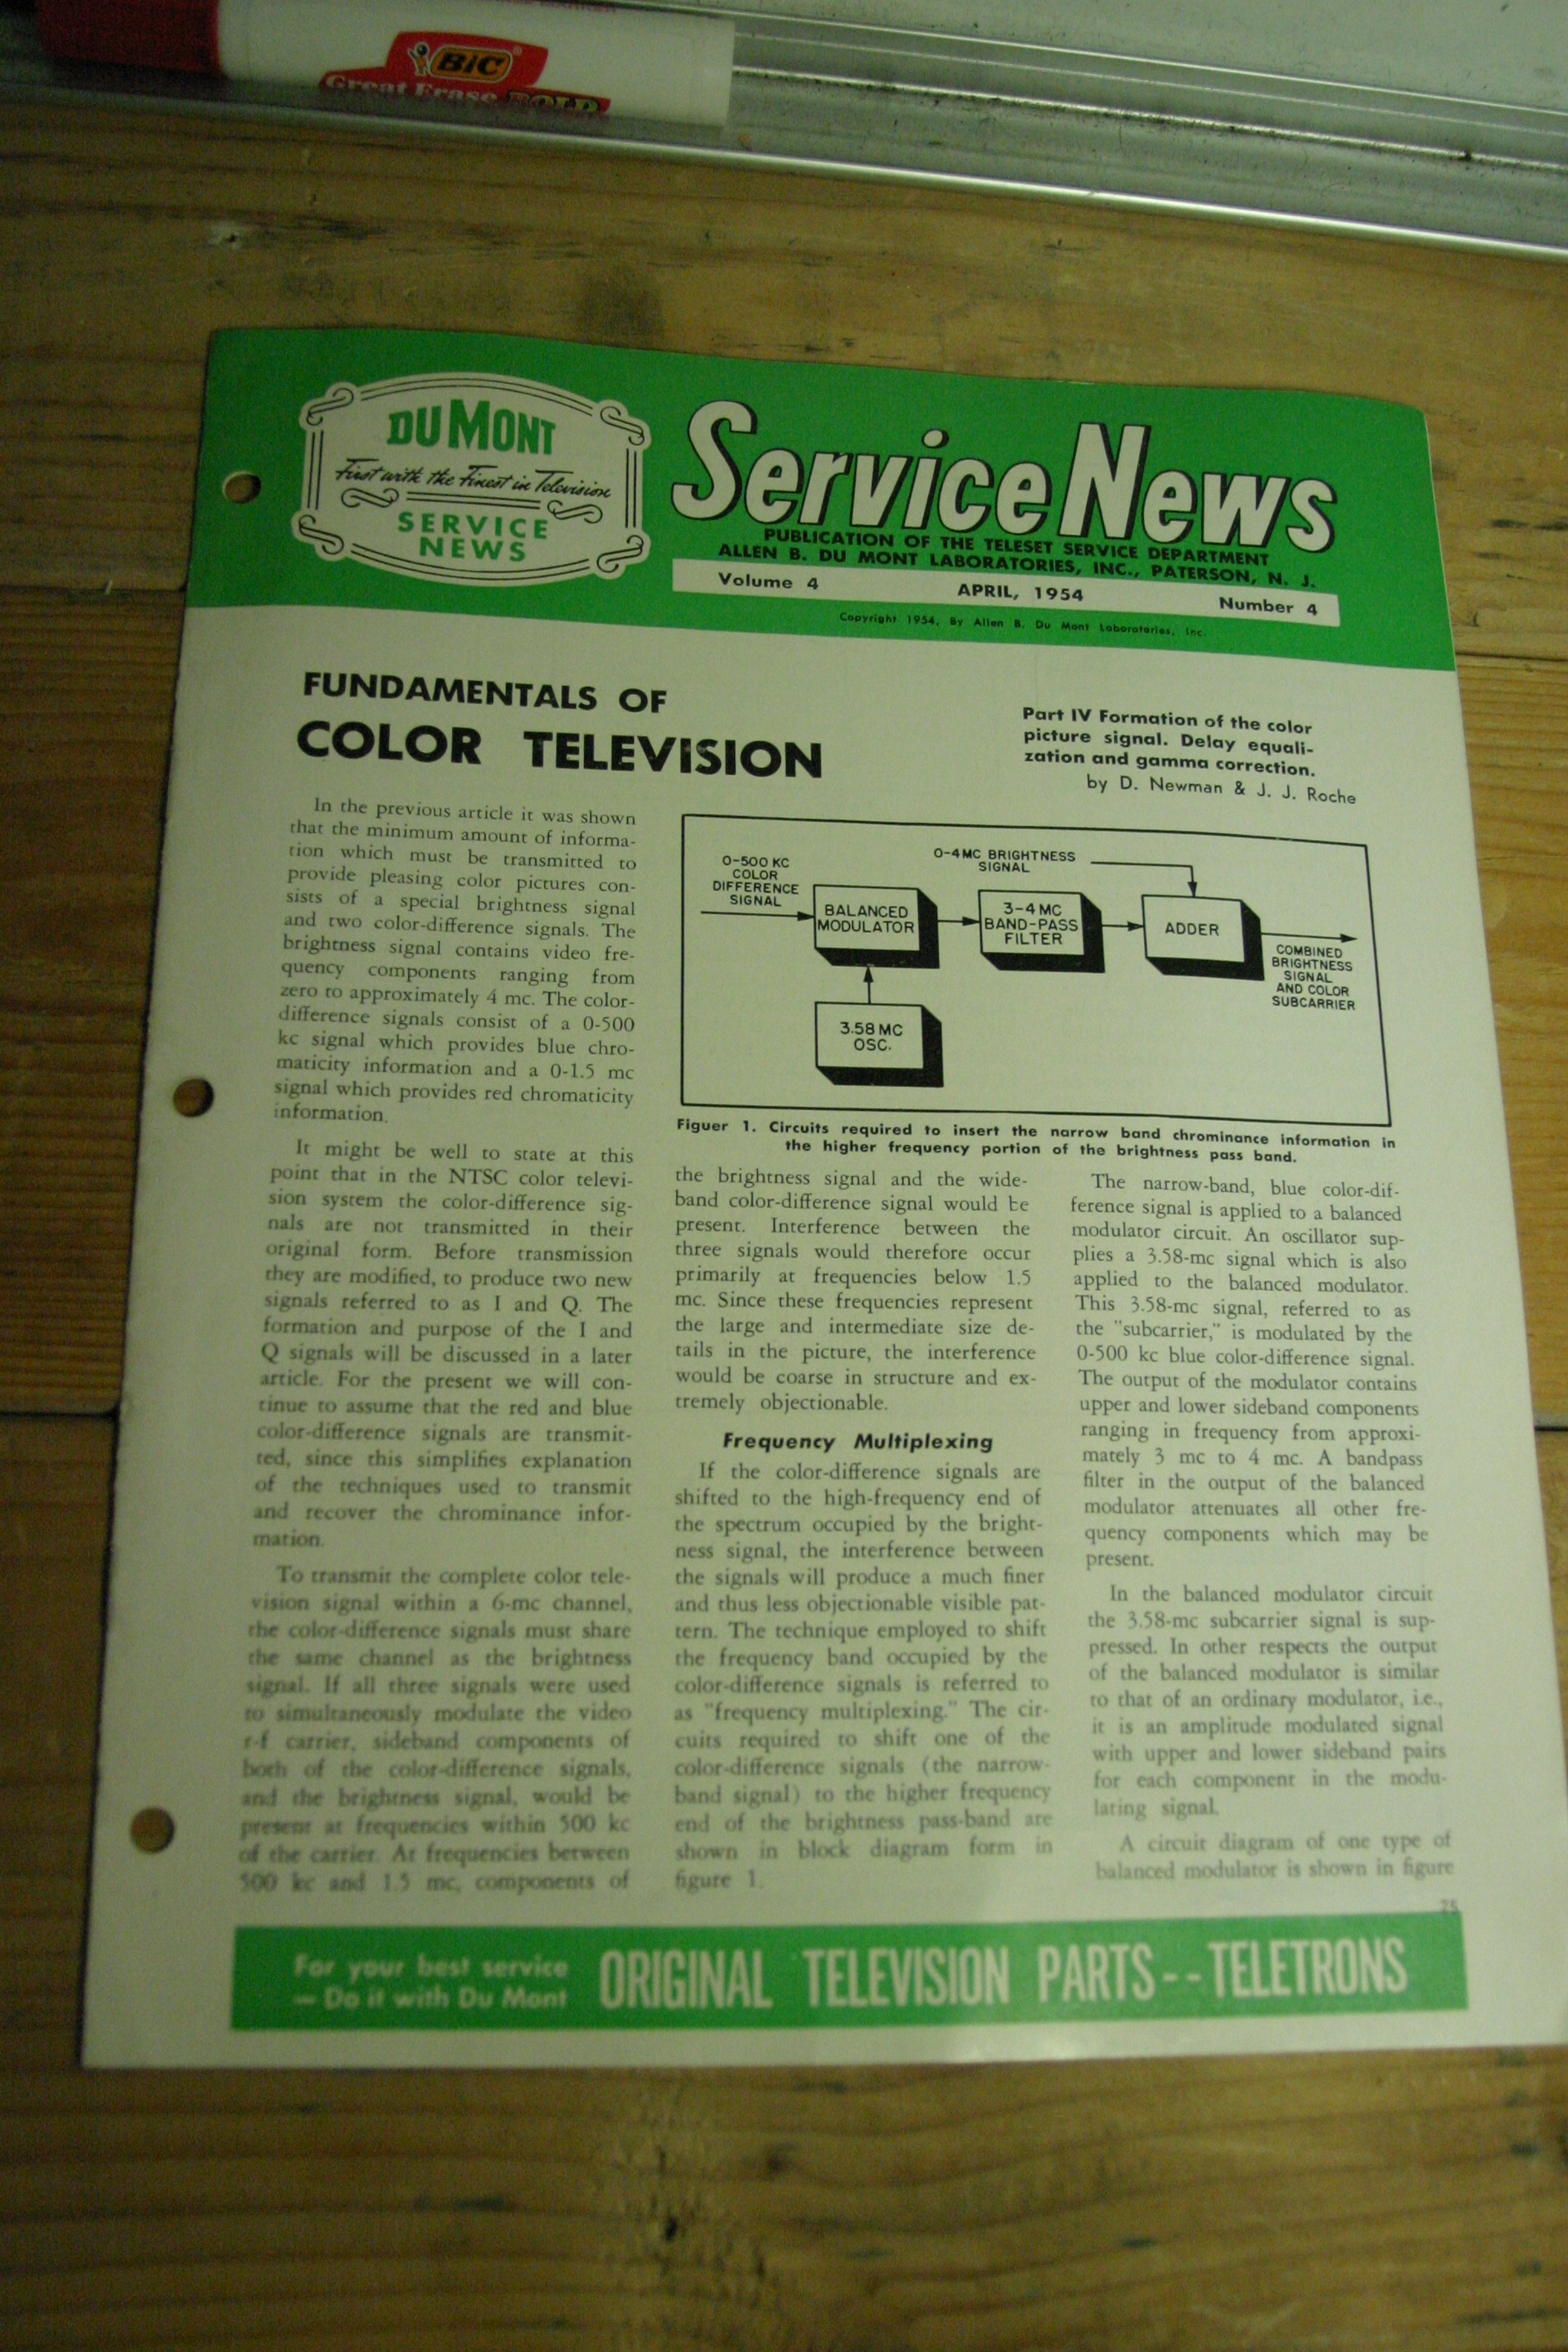 BIC®
Great Erase BOLD
DU MONT
First with the Finest in Television
SERVICE
NEWS
Service News
PUBLICATION OF THE TELESET SERVICE DEPARTMENT
ALLEN B. DU MONT LABORATORIES, INC., PATERSON, N. J.
Volume 4 APRIL, 1954 Number 4
Copyright 1954, By Allen B. Du Mont Laboratories, Inc.
FUNDAMENTALS OF
COLOR TELEVISION
Part IV Formation of the color
picture signal. Delay equali-
zation and gamma correction.
by D. Newman & J. J. Roche
In the previous article it was shown
that the minimum amount of informa-
tion which must be transmitted to
provide pleasing color pictures con-
sists of a special brightness signal
and two color-difference signals. The
brightness signal contains video fre-
quency components ranging from
zero to approximately 4 mc. The color-
difference signals consist of a 0-500
kc signal which provides blue chro-
maticity information and a 0-1.5 mc
signal which provides red chromaticity
information.
It might be well to state at this
point that in the NTSC color televi-
sion system the color-difference sig-
nals are not transmitted in their
original form. Before transmission
they are modified, to produce two new
signals referred to as I and Q. The
formation and purpose of the I and
Q signals will be discussed in a later
article. For the present we will con-
tinue to assume that the red and blue
color-difference signals are transmit-
ted, since this simplifies explanation
of the techniques used to transmit
and recover the chrominance infor-
mation.
To transmit the complete color tele-
vision signal within a 6-mc channel,
the color-difference signals must share
the same channel as the brightness
signal. If all three signals were used
to simultaneously modulate the video
r-f carrier, sideband components of
both of the color-difference signals,
and the brightness signal, would be
present at frequencies within 500 kc
of the carrier. At frequencies between
500 kc and 1.5 mc, components of
0-500 KC
COLOR
DIFFERENCE
SIGNAL
0-4MC BRIGHTNESS
SIGNAL
BALANCED
MODULATOR
3-4 MC
BAND-PASS
FILTER
ADDER
COMBINED
BRIGHTNESS
SIGNAL
AND COLOR
SUBCARRIER
3.58 MC
OSC.
Figuer 1. Circuits required to insert the narrow band chrominance information in
the higher frequency portion of the brightness pass band.
the brightness signal and the wide-
band color-difference signal would be
present. Interference between the
three signals would therefore occur
primarily at frequencies below 1.5
mc. Since these frequencies represent
the large and intermediate size de-
tails in the picture, the interference
would be coarse in structure and ex-
tremely objectionable.
Frequency Multiplexing
If the color-difference signals are
shifted to the high-frequency end of
the spectrum occupied by the bright-
ness signal, the interference between
the signals will produce a much finer
and thus less objectionable visible pat-
tern. The technique employed to shift
the frequency band occupied by the
color-difference signals is referred to
as "frequency multiplexing." The cir-
cuits required to shift one of the
color-difference signals (the narrow-
band signal) to the higher frequency
end of the brightness pass-band are
shown in block diagram form in
figure 1.
The narrow-band, blue color-dif-
ference signal is applied to a balanced
modulator circuit. An oscillator sup-
plies a 3.58-mc signal which is also
applied to the balanced modulator.
This 3.58-mc signal, referred to as
the "subcarrier," is modulated by the
0-500 kc blue color-difference signal.
The output of the modulator contains
upper and lower sideband components
ranging in frequency from approxi-
mately 3 mc to 4 mc. A bandpass
filter in the output of the balanced
modulator attenuates all other fre-
quency components which may be
present.
In the balanced modulator circuit
the 3.58-mc subcarrier signal is sup-
pressed. In other respects the output
of the balanced modulator is similar
to that of an ordinary modulator, i.e.,
it is an amplitude modulated signal
with upper and lower sideband pairs
for each component in the modu-
lating signal.
A circuit diagram of one type of
balanced modulator is shown in figure
25
For your best service
— Do it with Du Mont
ORIGINAL TELEVISION PARTS--TELETRONS